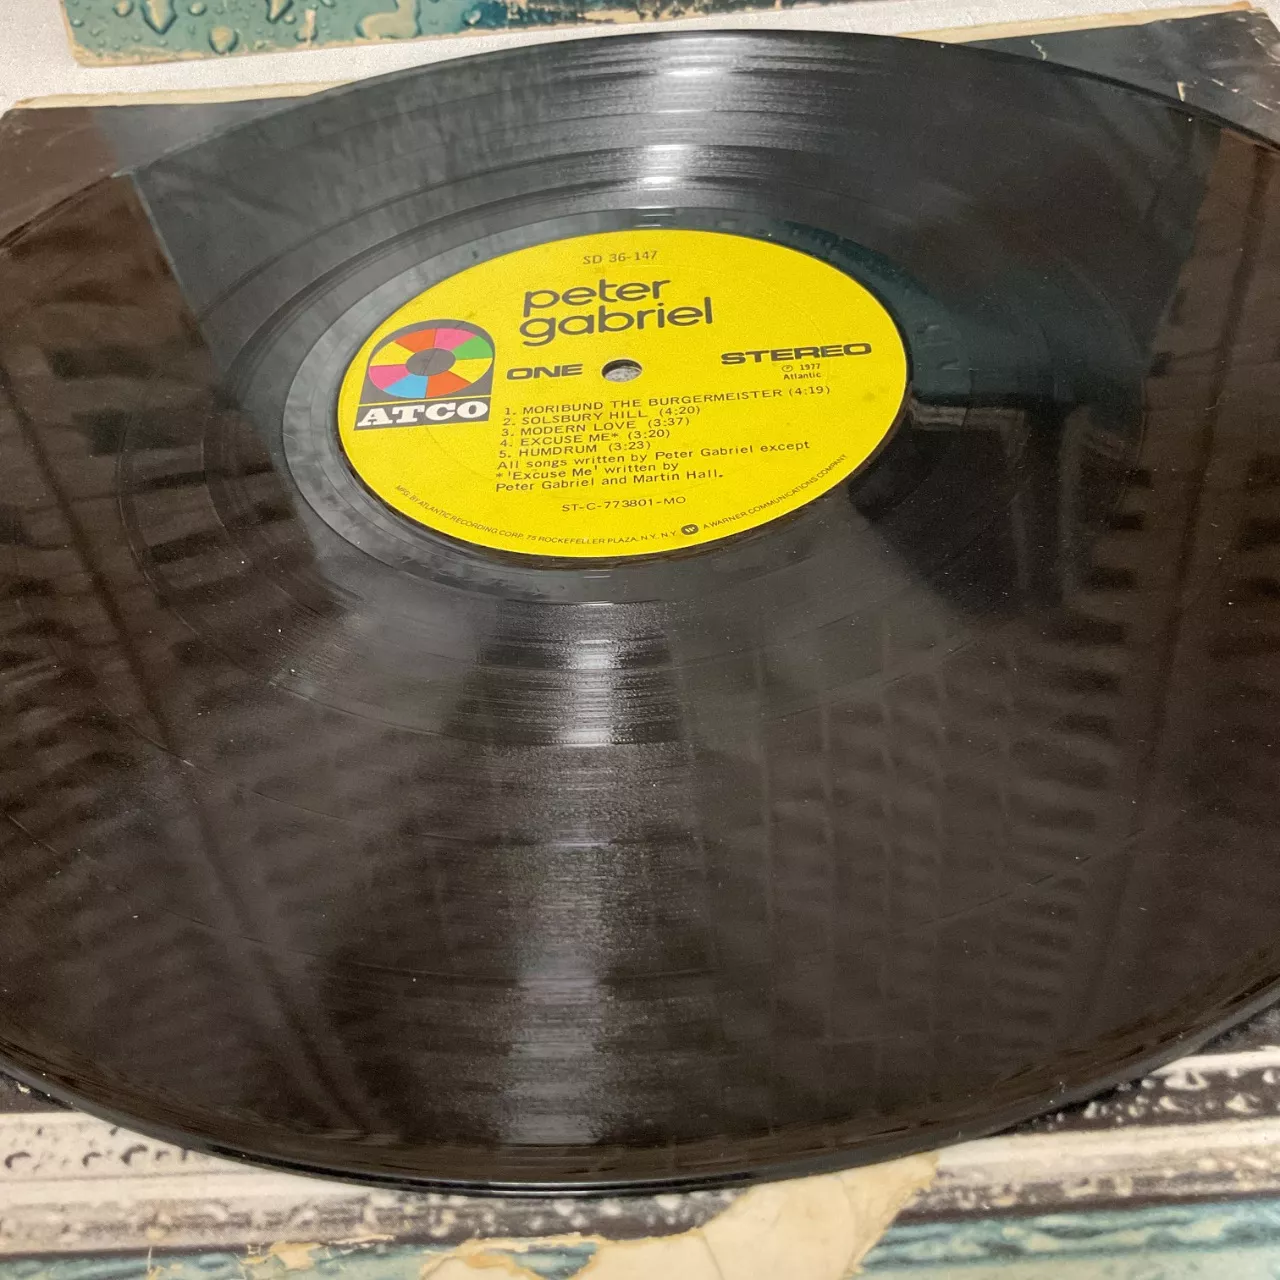 SD 36-147
peter
gabriel
ONE
STEREO
Ⓟ 1977
Atlantic
ATCO
1. MORIBUND THE BURGERMEISTER (4:19)
2. SOLSBURY HILL (4:20)
3. MODERN LOVE (3:37)
4. EXCUSE ME* (3:20)
5. HUMDRUM (3:23)
All songs written by Peter Gabriel except
* 'Excuse Me' written by
Peter Gabriel and Martin Hall.
ST-C-773801-MO
MFG. BY ATLANTIC RECORDING CORP. 75 ROCKEFELLER PLAZA, N.Y. N.Y. A WARNER COMMUNICATIONS COMPANY